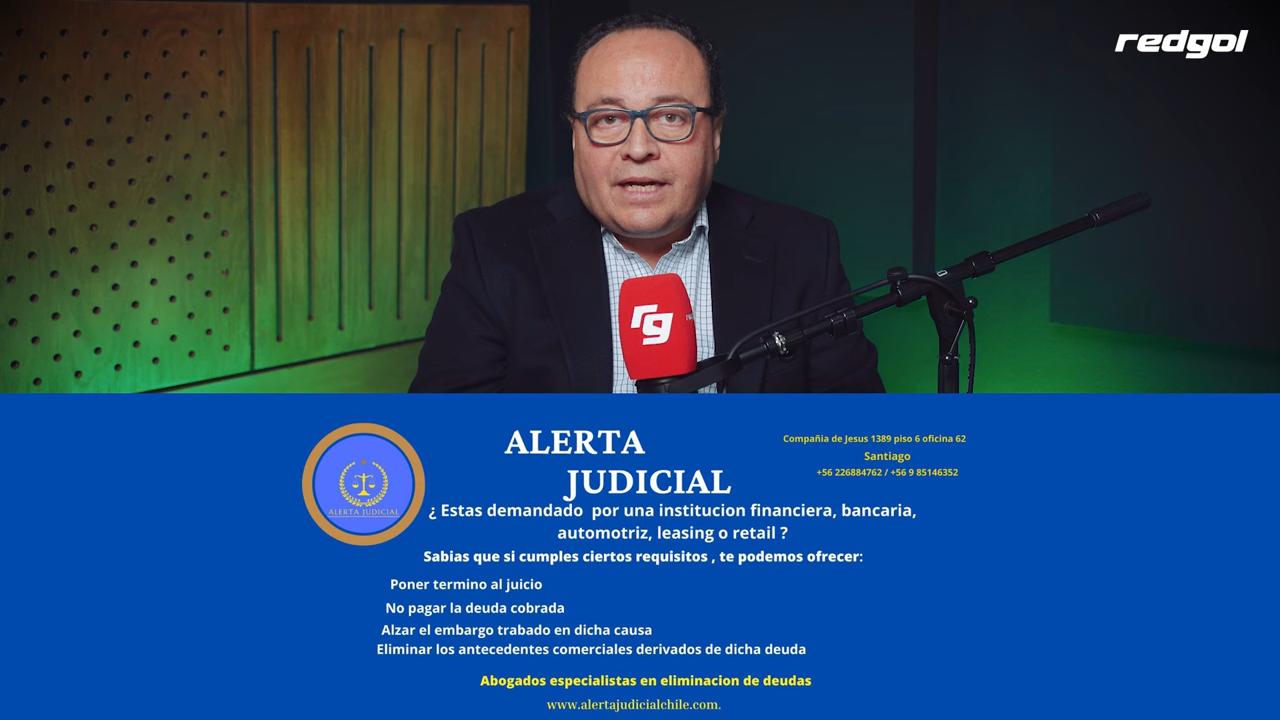 redgol
rg
ALERTA
JUDICIAL
Compañia de Jesus 1389 piso 6 oficina 62
Santiago
+56 226884762 / +56 9 85146352
ALERTA JUDICIAL
¿ Estas demandado por una institucion financiera, bancaria,
automotriz, leasing o retail ?
Sabias que si cumples ciertos requisitos , te podemos ofrecer:
Poner termino al juicio
No pagar la deuda cobrada
Alzar el embargo trabado en dicha causa
Eliminar los antecedentes comerciales derivados de dicha deuda
Abogados especialistas en eliminacion de deudas
www.alertajudicialchile.com.